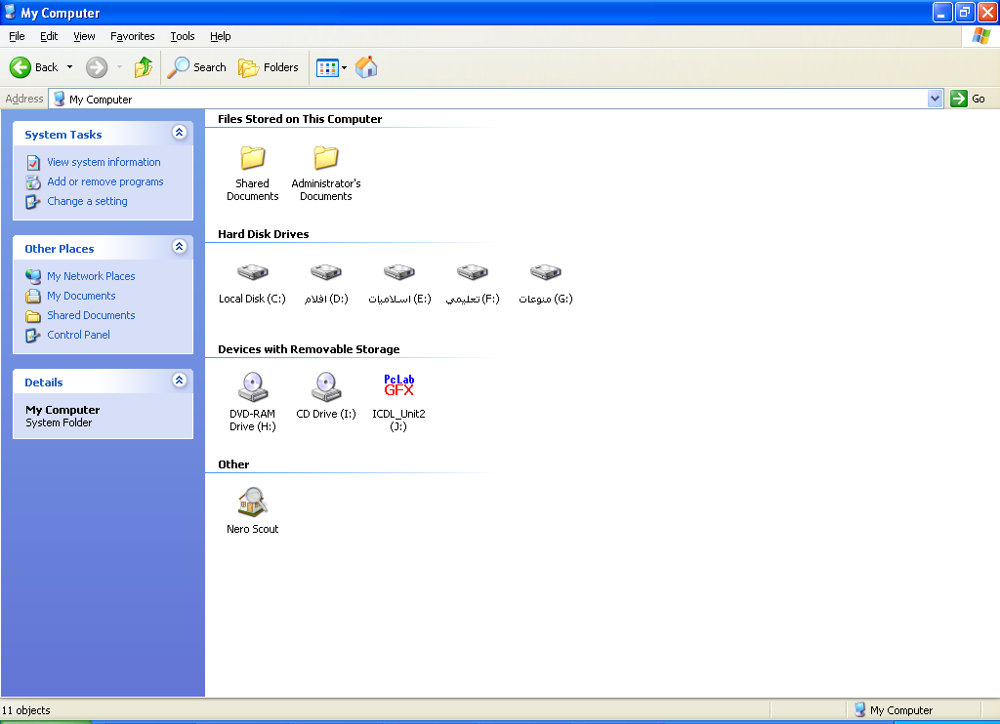 My Computer
File Edit View Favorites Tools Help
Back Search Folders
Address My Computer Go
System Tasks
View system information
Add or remove programs
Change a setting
Other Places
My Network Places
My Documents
Shared Documents
Control Panel
Details
My Computer
System Folder
Files Stored on This Computer
Shared
Documents
Administrator's
Documents
Hard Disk Drives
Local Disk (C:)
افلام (D:)
اسلاميات (E:)
تعليمي (F:)
منوعات (G:)
Devices with Removable Storage
DVD-RAM
Drive (H:)
CD Drive (I:)
PcLab
GFX
ICDL_Unit2
(J:)
Other
Nero Scout
11 objects
My Computer